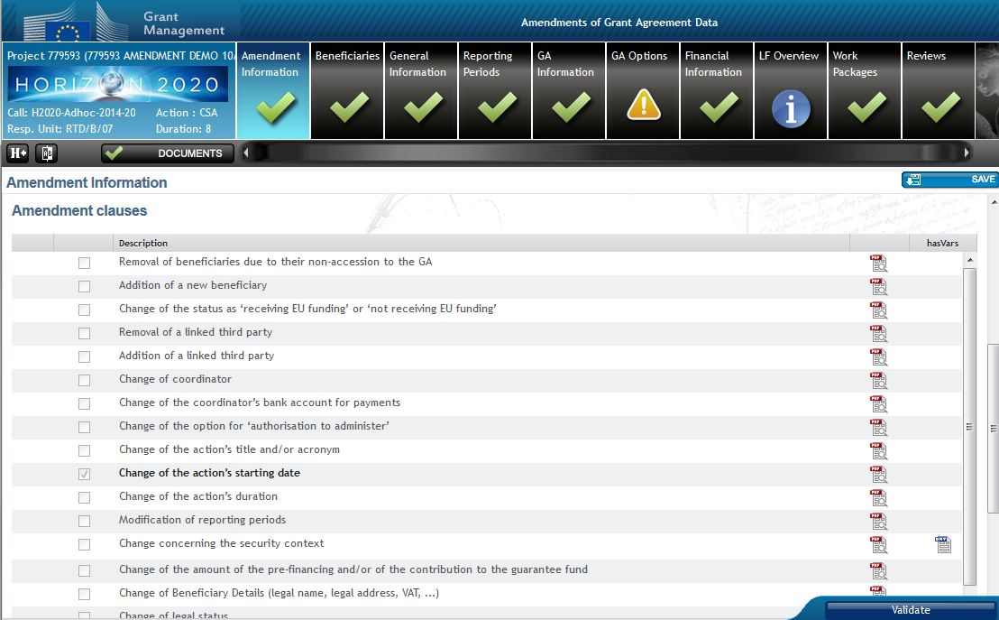 Grant
Management
Amendments of Grant Agreement Data
Project 779593 (779593 AMENDMENT DEMO 10A
HORIZON 2020
Call: H2020-Adhoc-2014-20 Action : CSA
Resp. Unit: RTD/B/07 Duration: 8
Amendment
Information
Beneficiaries
General
Information
Reporting
Periods
GA
Information
GA Options
Financial
Information
LF Overview
Work
Packages
Reviews
DOCUMENTS
Amendment Information
SAVE
Amendment clauses
Description hasVars
Removal of beneficiaries due to their non-accession to the GA
Addition of a new beneficiary
Change of the status as ‘receiving EU funding’ or ‘not receiving EU funding’
Removal of a linked third party
Addition of a linked third party
Change of coordinator
Change of the coordinator’s bank account for payments
Change of the option for ‘authorisation to administer’
Change of the action’s title and/or acronym
Change of the action’s starting date
Change of the action’s duration
Modification of reporting periods
Change concerning the security context
Change of the amount of the pre-financing and/or of the contribution to the guarantee fund
Change of Beneficiary Details (legal name, legal address, VAT, ...)
Change of legal status
Validate